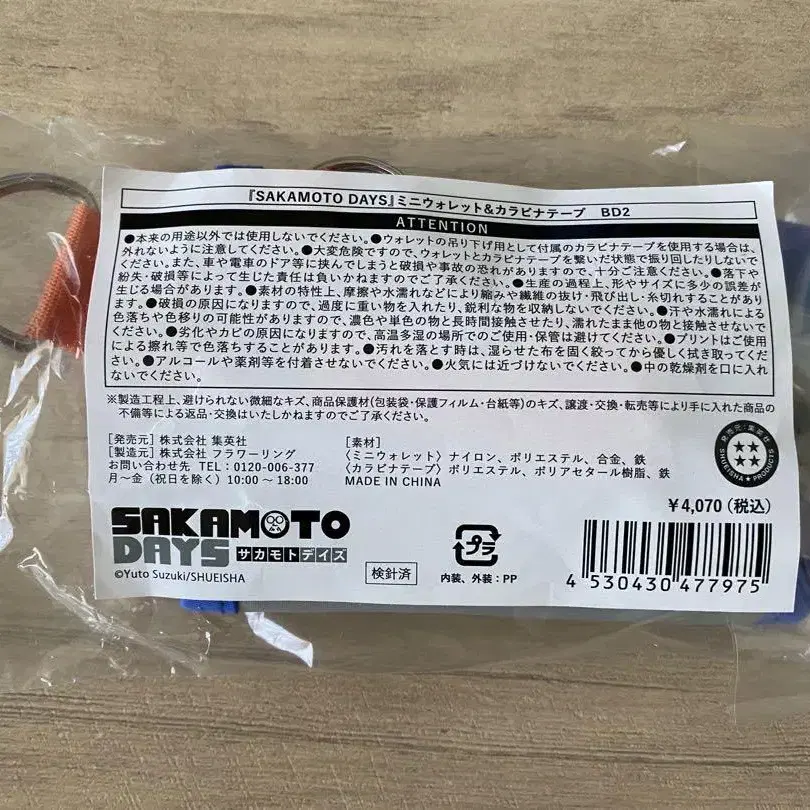 『SAKAMOTO DAYS』ミニウォレット&カラビナテープ BD2
ATTENTION
●本来の用途以外では使用しないでください。●ウォレットの吊り下げ用として付属のカラビナテープを使用する場合は、
外れないように注意してください。●大変危険ですので、ウォレットとカラビナテープを繋いだ状態で振り回したりしないで
ください。また、車や電車のドア等に挟んでしまうと破損や事故の恐れがありますので、十分ご注意ください。●落下や
紛失・破損等によって生じた責任は負いかねますのでご了承ください。●生産の過程上、形やサイズに多少の誤差が
生じる場合があります。●素材の特性上、摩擦や水濡れなどにより縮みや繊維の抜け・飛び出し・糸切れすることがあり
ます。●破損の原因になりますので、過度に重い物を入れたり、鋭利な物を収納しないでください。●汗や水濡れによる
色落ちや色移りの可能性がありますので、濃色や単色の物と長時間接触させたり、濡れたまま他の物と接触させないで
ください。●劣化やカビの原因になりますので、高温多湿の場所でのご使用・保管は避けてください。●プリントはご使用
による擦れ等で色落ちすることがあります。●汚れを落とす時は、湿らせた布を固く絞ってから優しく拭き取ってくだ
さい。●アルコールや薬剤等を付着させないでください。●火気には近づけないでください。●中の乾燥剤を口に入れ
ないでください。
※製造工程上、避けられない微細なキズ、商品保護材(包装袋・保護フィルム・台紙等)のキズ、譲渡・交換・転売等により手に入れた商品の
不備等による返品・交換はいたしかねますのでご了承ください。
[発売元] 株式会社 集英社
[製造元] 株式会社 フラワーリング
お問い合わせ先 TEL：0120-006-377
月～金（祝日を除く）10:00～18:00
[素材]
〈ミニウォレット〉ナイロン、ポリエステル、合金、鉄
〈カラビナテープ〉ポリエステル、ポリアセタール樹脂、鉄
MADE IN CHINA
発売元：集英社
SHUEISHA★PRODUCTS
¥4,070（税込）
SAKAMOTO
DAYS サカモトデイズ
©Yuto Suzuki/SHUEISHA
検針済
プラ
内装、外装：PP
4 530430 477975